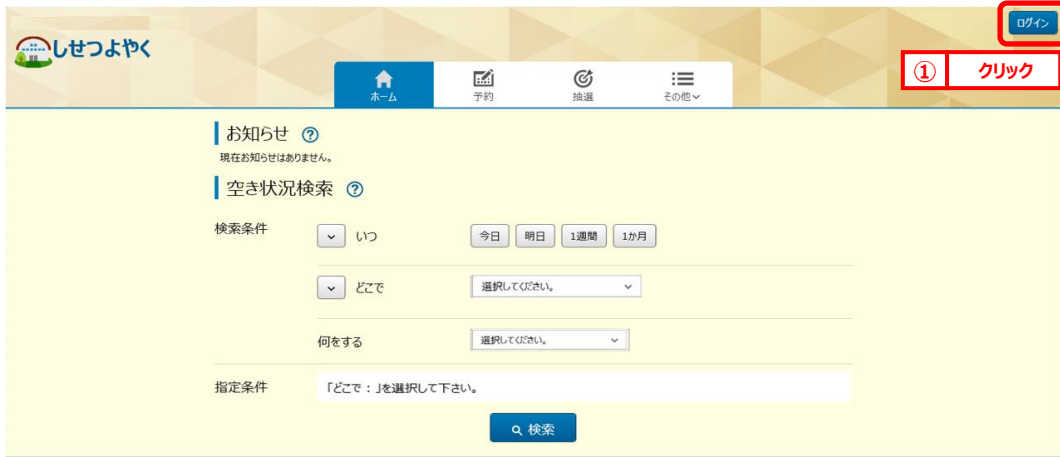 ログイン
しせつよやく
① クリック
ホーム 予約 抽選 その他
お知らせ ?
現在お知らせはありません。
空き状況検索 ?
検索条件 いつ 今日 明日 1週間 1か月
どこで 選択してください。
何をする 選択してください。
指定条件 「どこで : 」を選択して下さい。
検索